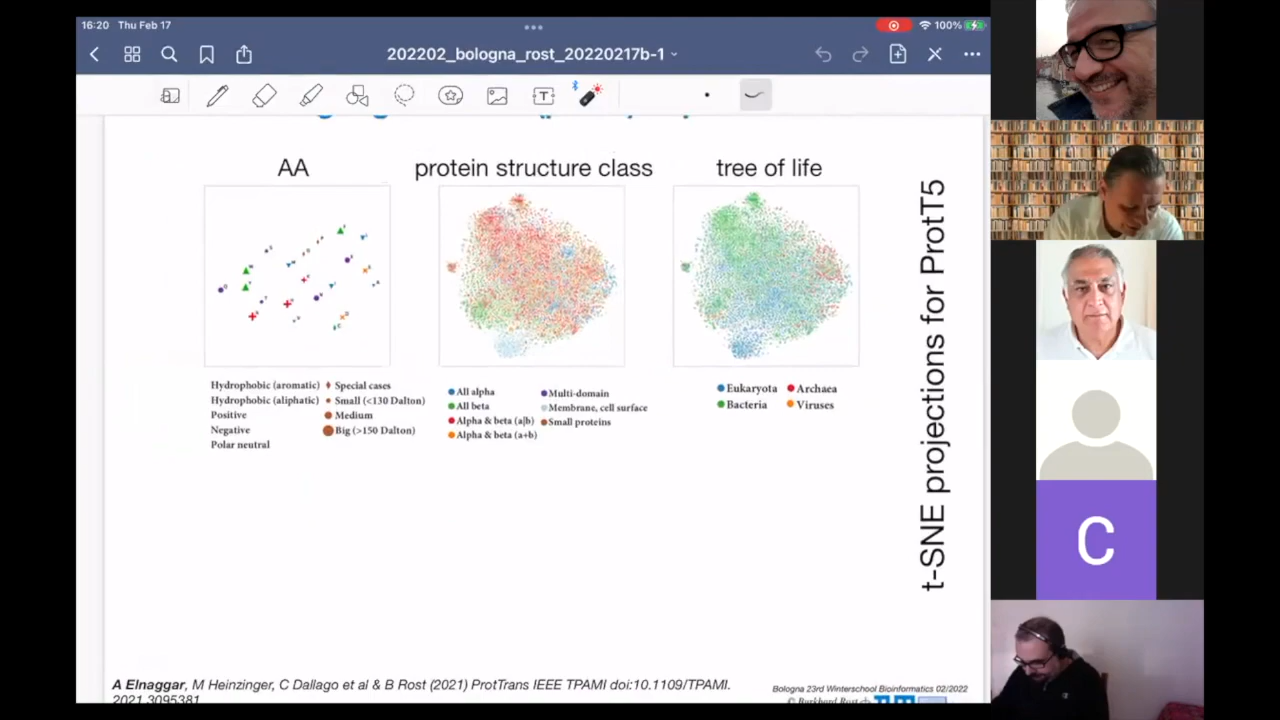 16:20 Thu Feb 17
100%
202202_bologna_rost_20220217b-1
T
AA
protein structure class
tree of life
t-SNE projections for ProtT5
Hydrophobic (aromatic)
Hydrophobic (aliphatic)
Positive
Negative
Polar neutral
Special cases
Small (<130 Dalton)
Medium
Big (>150 Dalton)
All alpha
All beta
Alpha & beta (a|b)
Alpha & beta (a+b)
Multi-domain
Membrane, cell surface
Small proteins
Eukaryota
Bacteria
Archaea
Viruses
A Elnaggar, M Heinzinger, C Dallago et al & B Rost (2021) ProtTrans IEEE TPAMI doi:10.1109/TPAMI.
2021.3095381
Bologna 23rd Winterschool Bioinformatics 02/2022
© Burkhard Rost
C